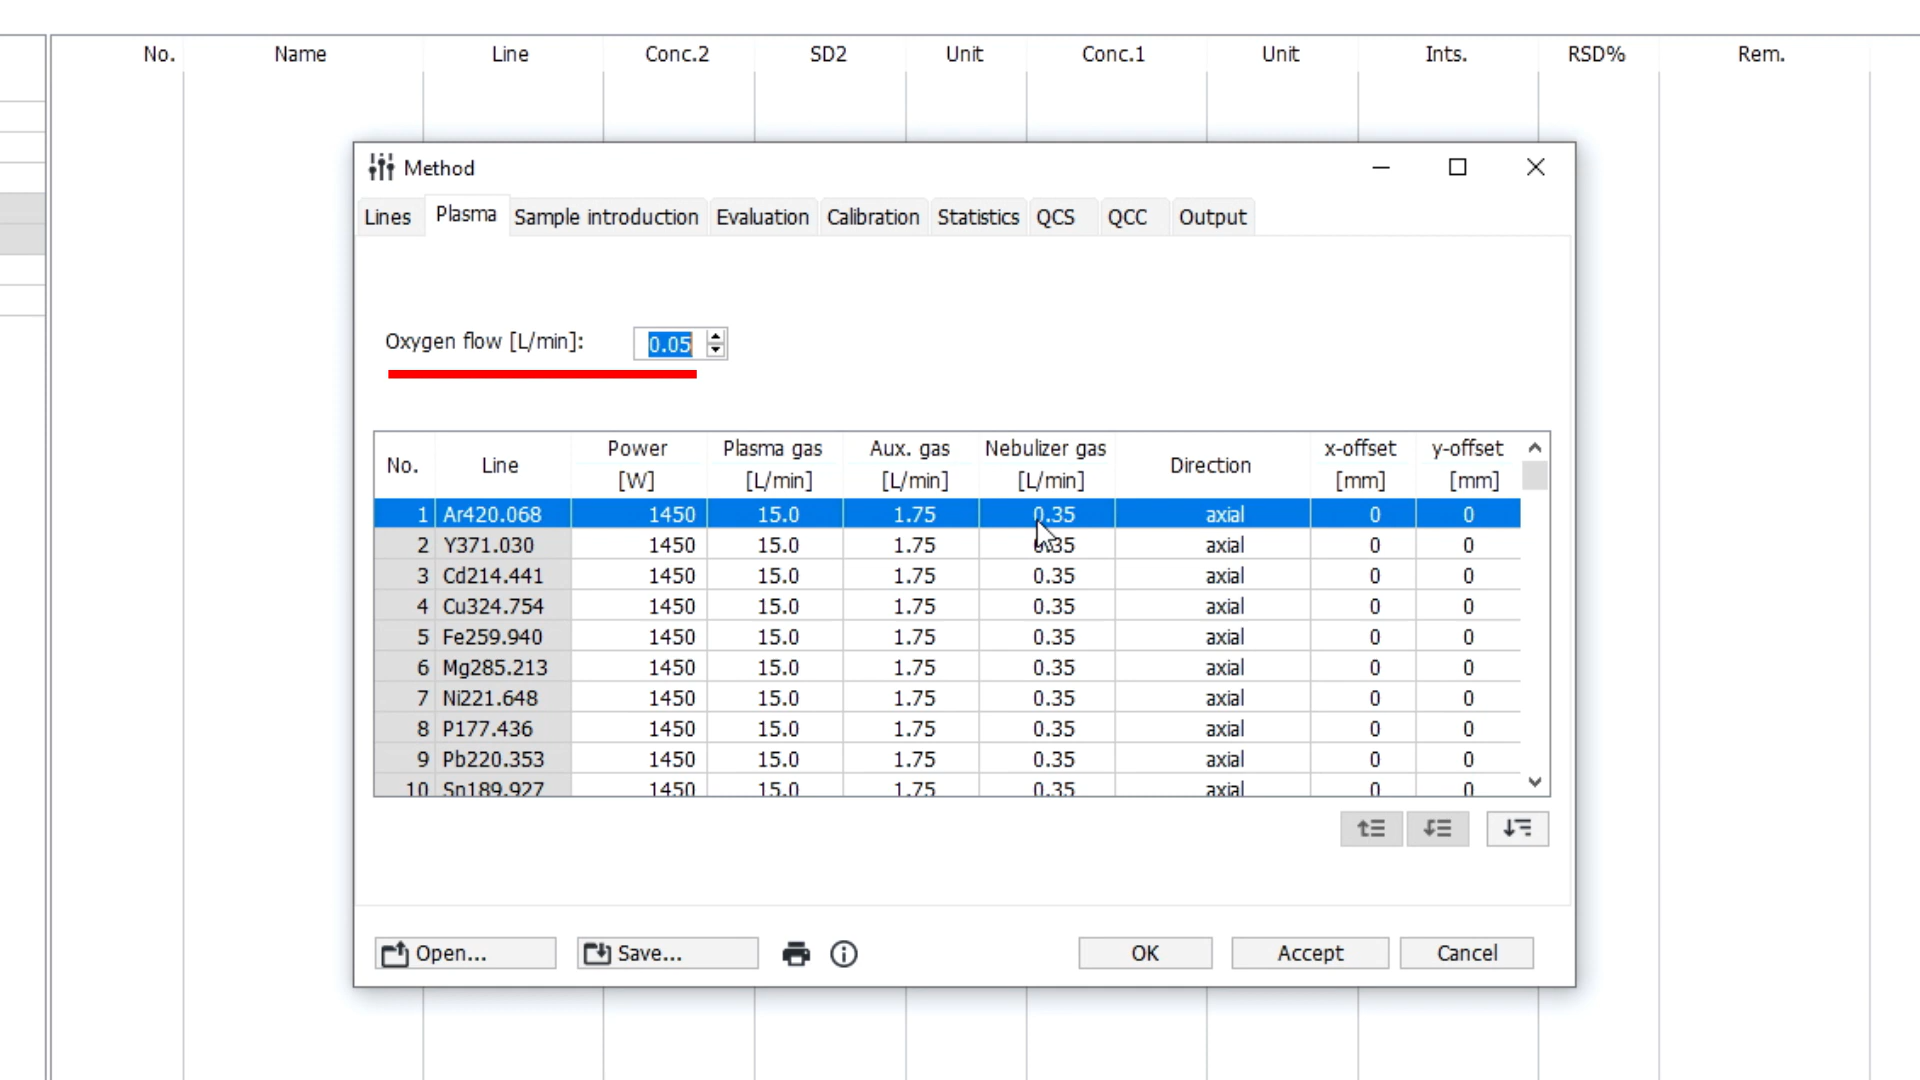 No. Name Line Conc.2 SD2 Unit Conc.1 Unit Ints. RSD% Rem.
Method
Lines Plasma Sample introduction Evaluation Calibration Statistics QCS QCC Output
Oxygen flow [L/min]: 0.05
No. Line Power [W] Plasma gas [L/min] Aux. gas [L/min] Nebulizer gas [L/min] Direction x-offset [mm] y-offset [mm]
1 Ar420.068 1450 15.0 1.75 0.35 axial 0 0
2 Y371.030 1450 15.0 1.75 0.35 axial 0 0
3 Cd214.441 1450 15.0 1.75 0.35 axial 0 0
4 Cu324.754 1450 15.0 1.75 0.35 axial 0 0
5 Fe259.940 1450 15.0 1.75 0.35 axial 0 0
6 Mg285.213 1450 15.0 1.75 0.35 axial 0 0
7 Ni221.648 1450 15.0 1.75 0.35 axial 0 0
8 P177.436 1450 15.0 1.75 0.35 axial 0 0
9 Pb220.353 1450 15.0 1.75 0.35 axial 0 0
10 Sn189.927 1450 15.0 1.75 0.35 axial 0 0
Open... Save... OK Accept Cancel